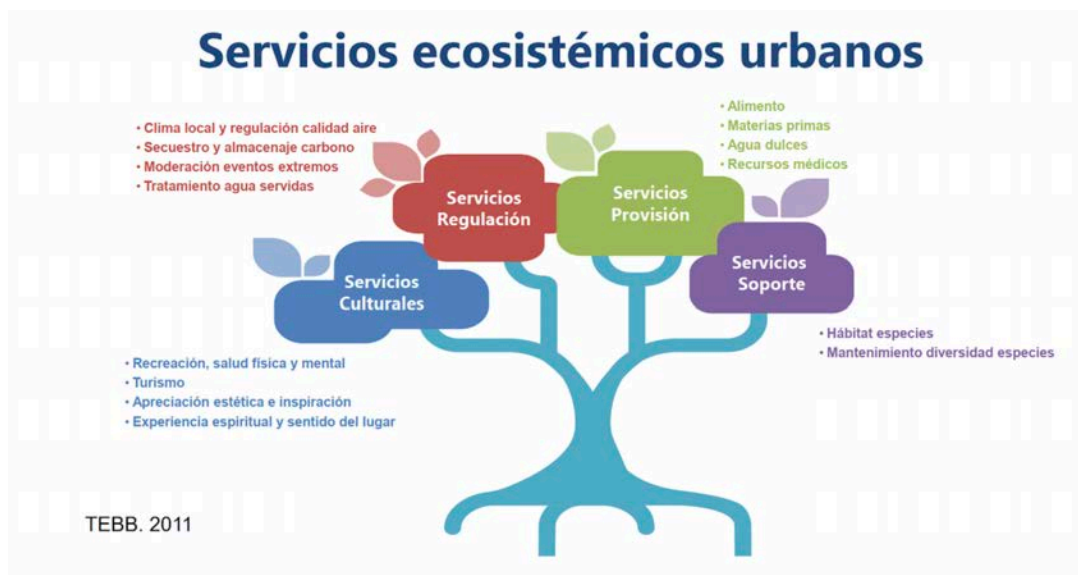 Servicios ecosistémicos urbanos
• Clima local y regulación calidad aire
• Secuestro y almacenaje carbono
• Moderación eventos extremos
• Tratamiento agua servidas
• Alimento
• Materias primas
• Agua dulces
• Recursos médicos
Servicios
Regulación
Servicios
Provisión
Servicios
Culturales
Servicios
Soporte
• Recreación, salud física y mental
• Turismo
• Apreciación estética e inspiración
• Experiencia espiritual y sentido del lugar
• Hábitat especies
• Mantenimiento diversidad especies
TEBB. 2011